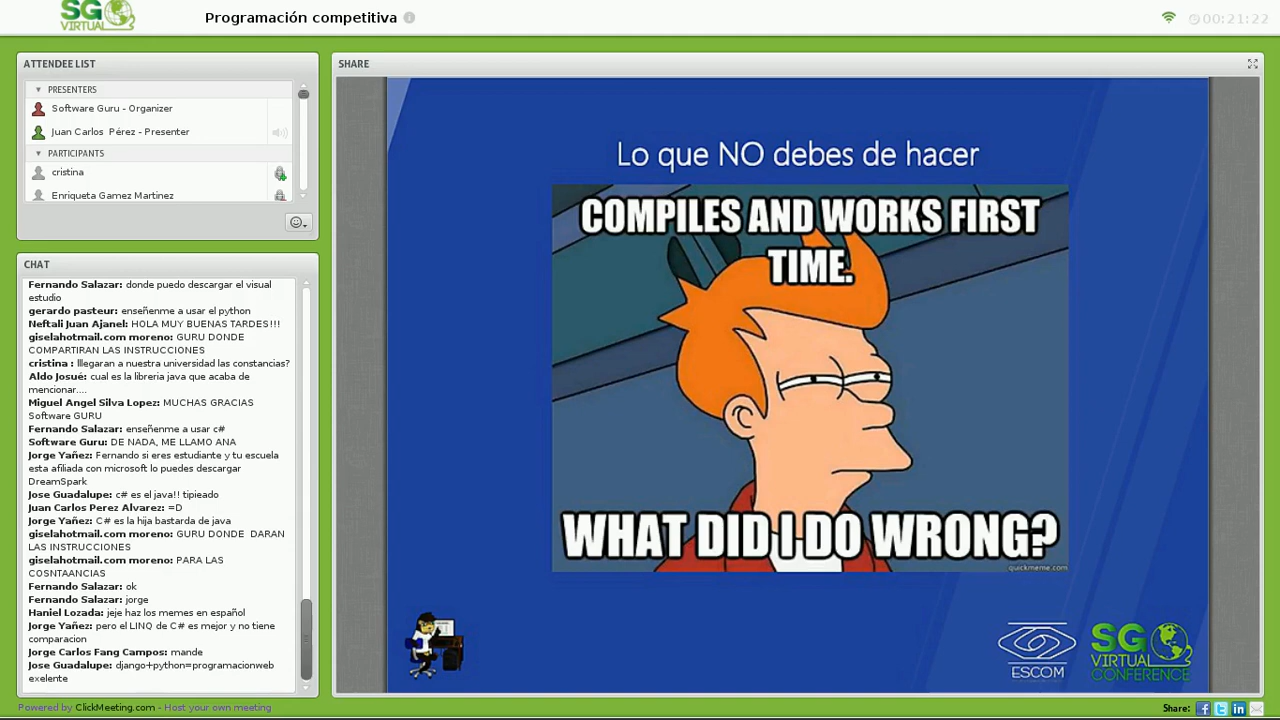 SG
VIRTUAL
Programación competitiva
00:21:22
ATTENDEE LIST
PRESENTERS
Software Guru - Organizer
Juan Carlos Pérez - Presenter
PARTICIPANTS
cristina
Enriqueta Gamez Martinez
CHAT
Fernando Salazar: donde puedo descargar el visual
estudio
gerardo pasteur: enseñenme a usar el python
Neftali Juan Ajanel: HOLA MUY BUENAS TARDES!!!
giselahotmail.com moreno: GURU DONDE
COMPARTIRAN LAS INSTRUCCIONES
cristina : lllegaran a nuestra universidad las constancias?
Aldo Josué: cual es la libreria java que acaba de
mencionar....
Miguel Angel Silva Lopez: MUCHAS GRACIAS
Software GURU
Fernando Salazar: enseñenme a usar c#
Software Guru: DE NADA, ME LLAMO ANA
Jorge Yañez: Fernando si eres estudiante y tu escuela
esta afiliada con microsoft lo puedes descargar
DreamSpark
Jose Guadalupe: c# es el java!! tipieado
Juan Carlos Perez Alvarez: =D
Jorge Yañez: C# es la hija bastarda de java
giselahotmail.com moreno: GURU DONDE DARAN
LAS INSTRUCCIONES
giselahotmail.com moreno: PARA LAS
COSNTAANCIAS
Fernando Salazar: ok
Fernando Salazar: jorge
Haniel Lozada: jeje haz los memes en español
Jorge Yañez: pero el LINQ de C# es mejor y no tiene
comparacion
Jorge Carlos Fang Campos: mande
Jose Guadalupe: django+python=programacionweb
exelente
SHARE
Lo que NO debes de hacer
COMPILES AND WORKS FIRST
TIME.
WHAT DID I DO WRONG?
quickmeme.com
ESCOM
SG
VIRTUAL
CONFERENCE
Powered by ClickMeeting.com - Host your own meeting
Share: